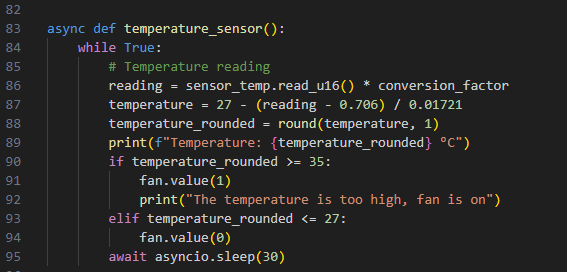 82
83 async def temperature_sensor():
84     while True:
85         # Temperature reading
86         reading = sensor_temp.read_u16() * conversion_factor
87         temperature = 27 - (reading - 0.706) / 0.01721
88         temperature_rounded = round(temperature, 1)
89         print(f"Temperature: {temperature_rounded} ºC")
90         if temperature_rounded >= 35:
91             fan.value(1)
92             print("The temperature is too high, fan is on")
93         elif temperature_rounded <= 27:
94             fan.value(0)
95         await asyncio.sleep(30)